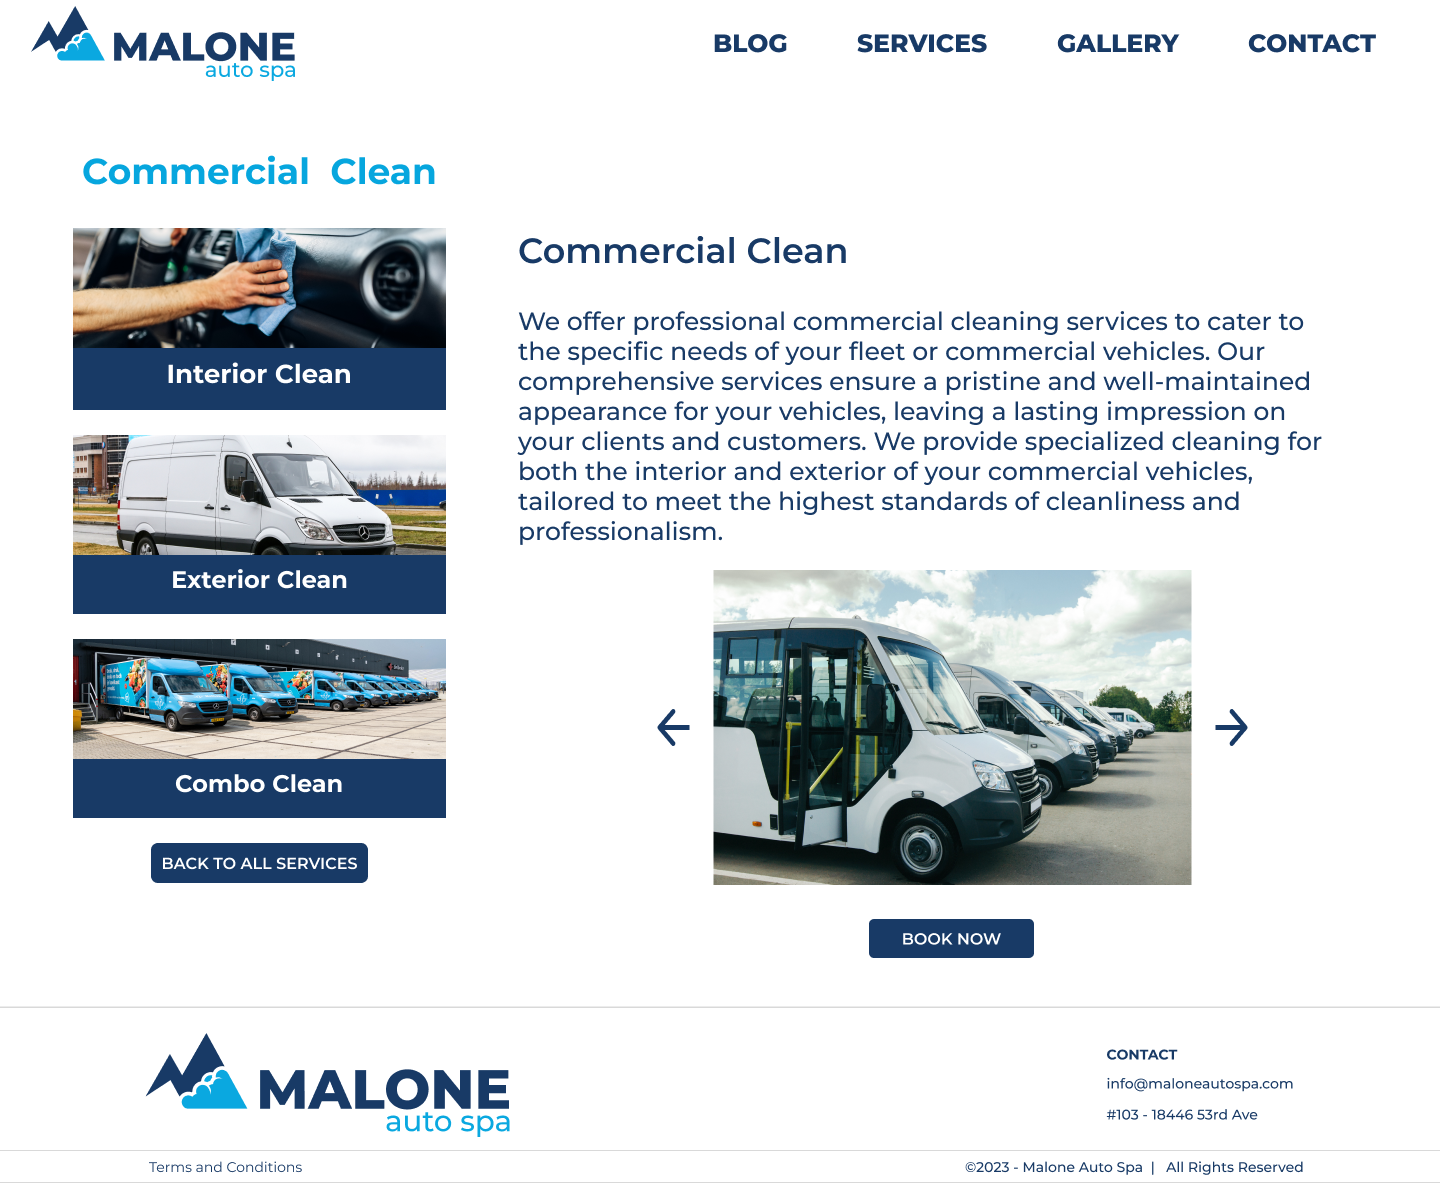 MALONE
auto spa
BLOG SERVICES GALLERY CONTACT
Commercial Clean
Interior Clean
Exterior Clean
Combo Clean
BACK TO ALL SERVICES
Commercial Clean
We offer professional commercial cleaning services to cater to
the specific needs of your fleet or commercial vehicles. Our
comprehensive services ensure a pristine and well-maintained
appearance for your vehicles, leaving a lasting impression on
your clients and customers. We provide specialized cleaning for
both the interior and exterior of your commercial vehicles,
tailored to meet the highest standards of cleanliness and
professionalism.
BOOK NOW
MALONE
auto spa
CONTACT
info@maloneautospa.com
#103 - 18446 53rd Ave
Terms and Conditions
©2023 - Malone Auto Spa | All Rights Reserved